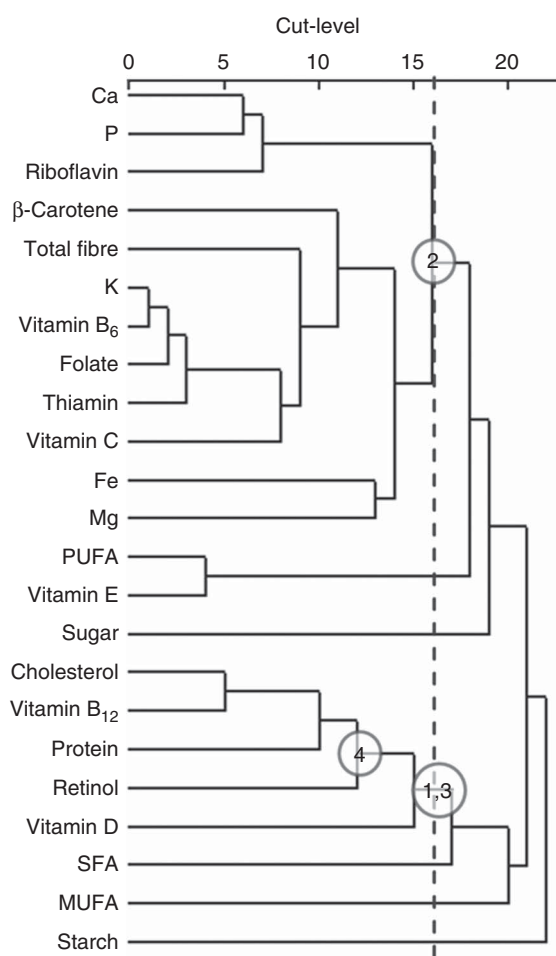 Cut-level
0 5 10 15 20
Ca
P
Riboflavin
β-Carotene
2
Total fibre
K
Vitamin B₆
Folate
Thiamin
Vitamin C
Fe
Mg
PUFA
Vitamin E
Sugar
Cholesterol
Vitamin B₁₂
Protein
4
Retinol
1,3
Vitamin D
SFA
MUFA
Starch